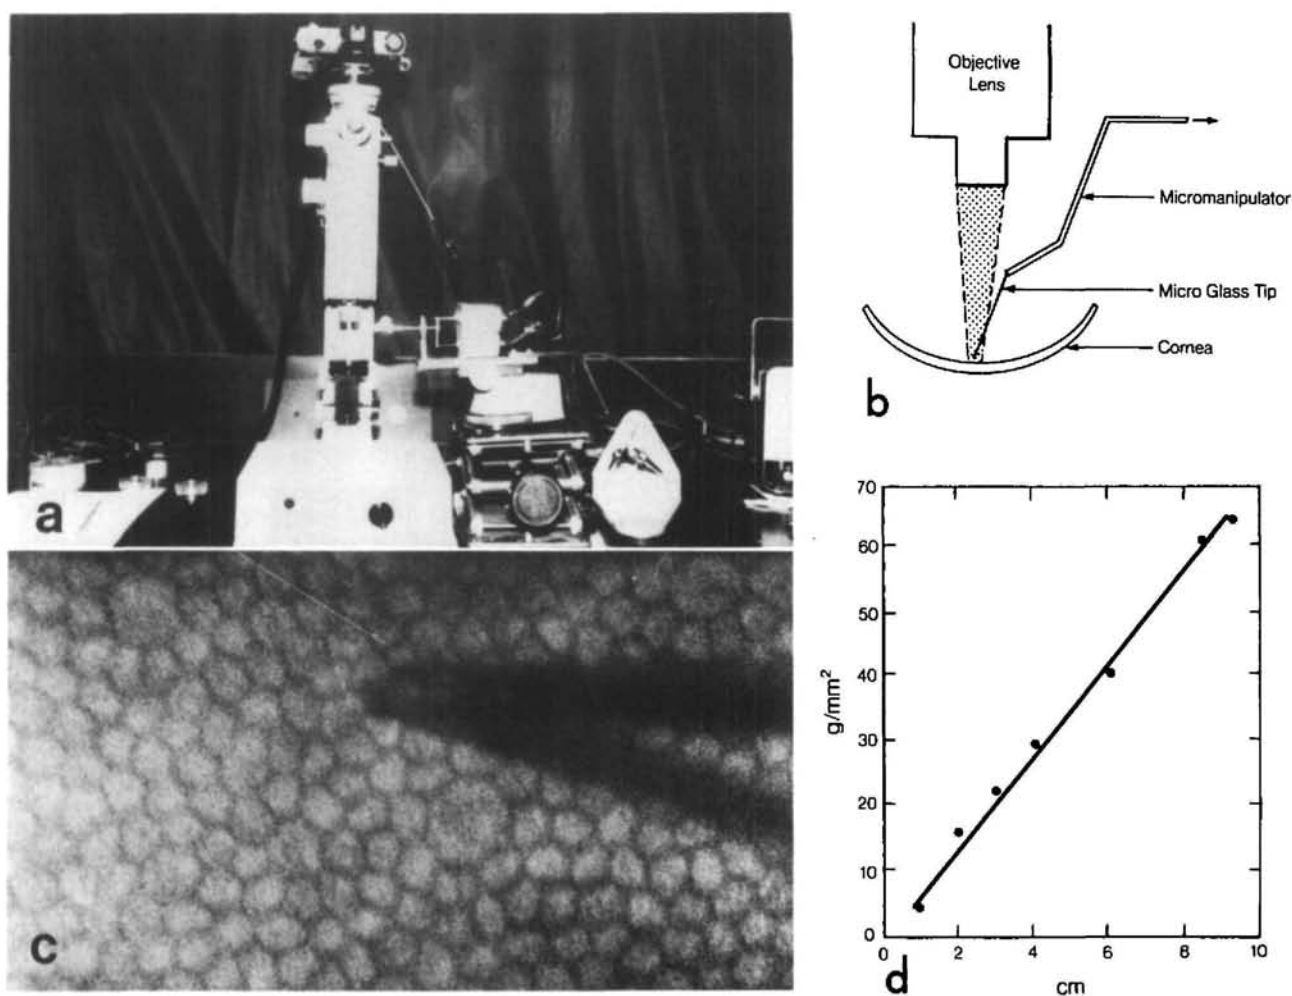 a
Objective
Lens
Micromanipulator
Micro Glass Tip
Cornea
b
c
70
60
50
40
30
20
10
0
g/mm²
0 2 4 6 8 10
cm
d